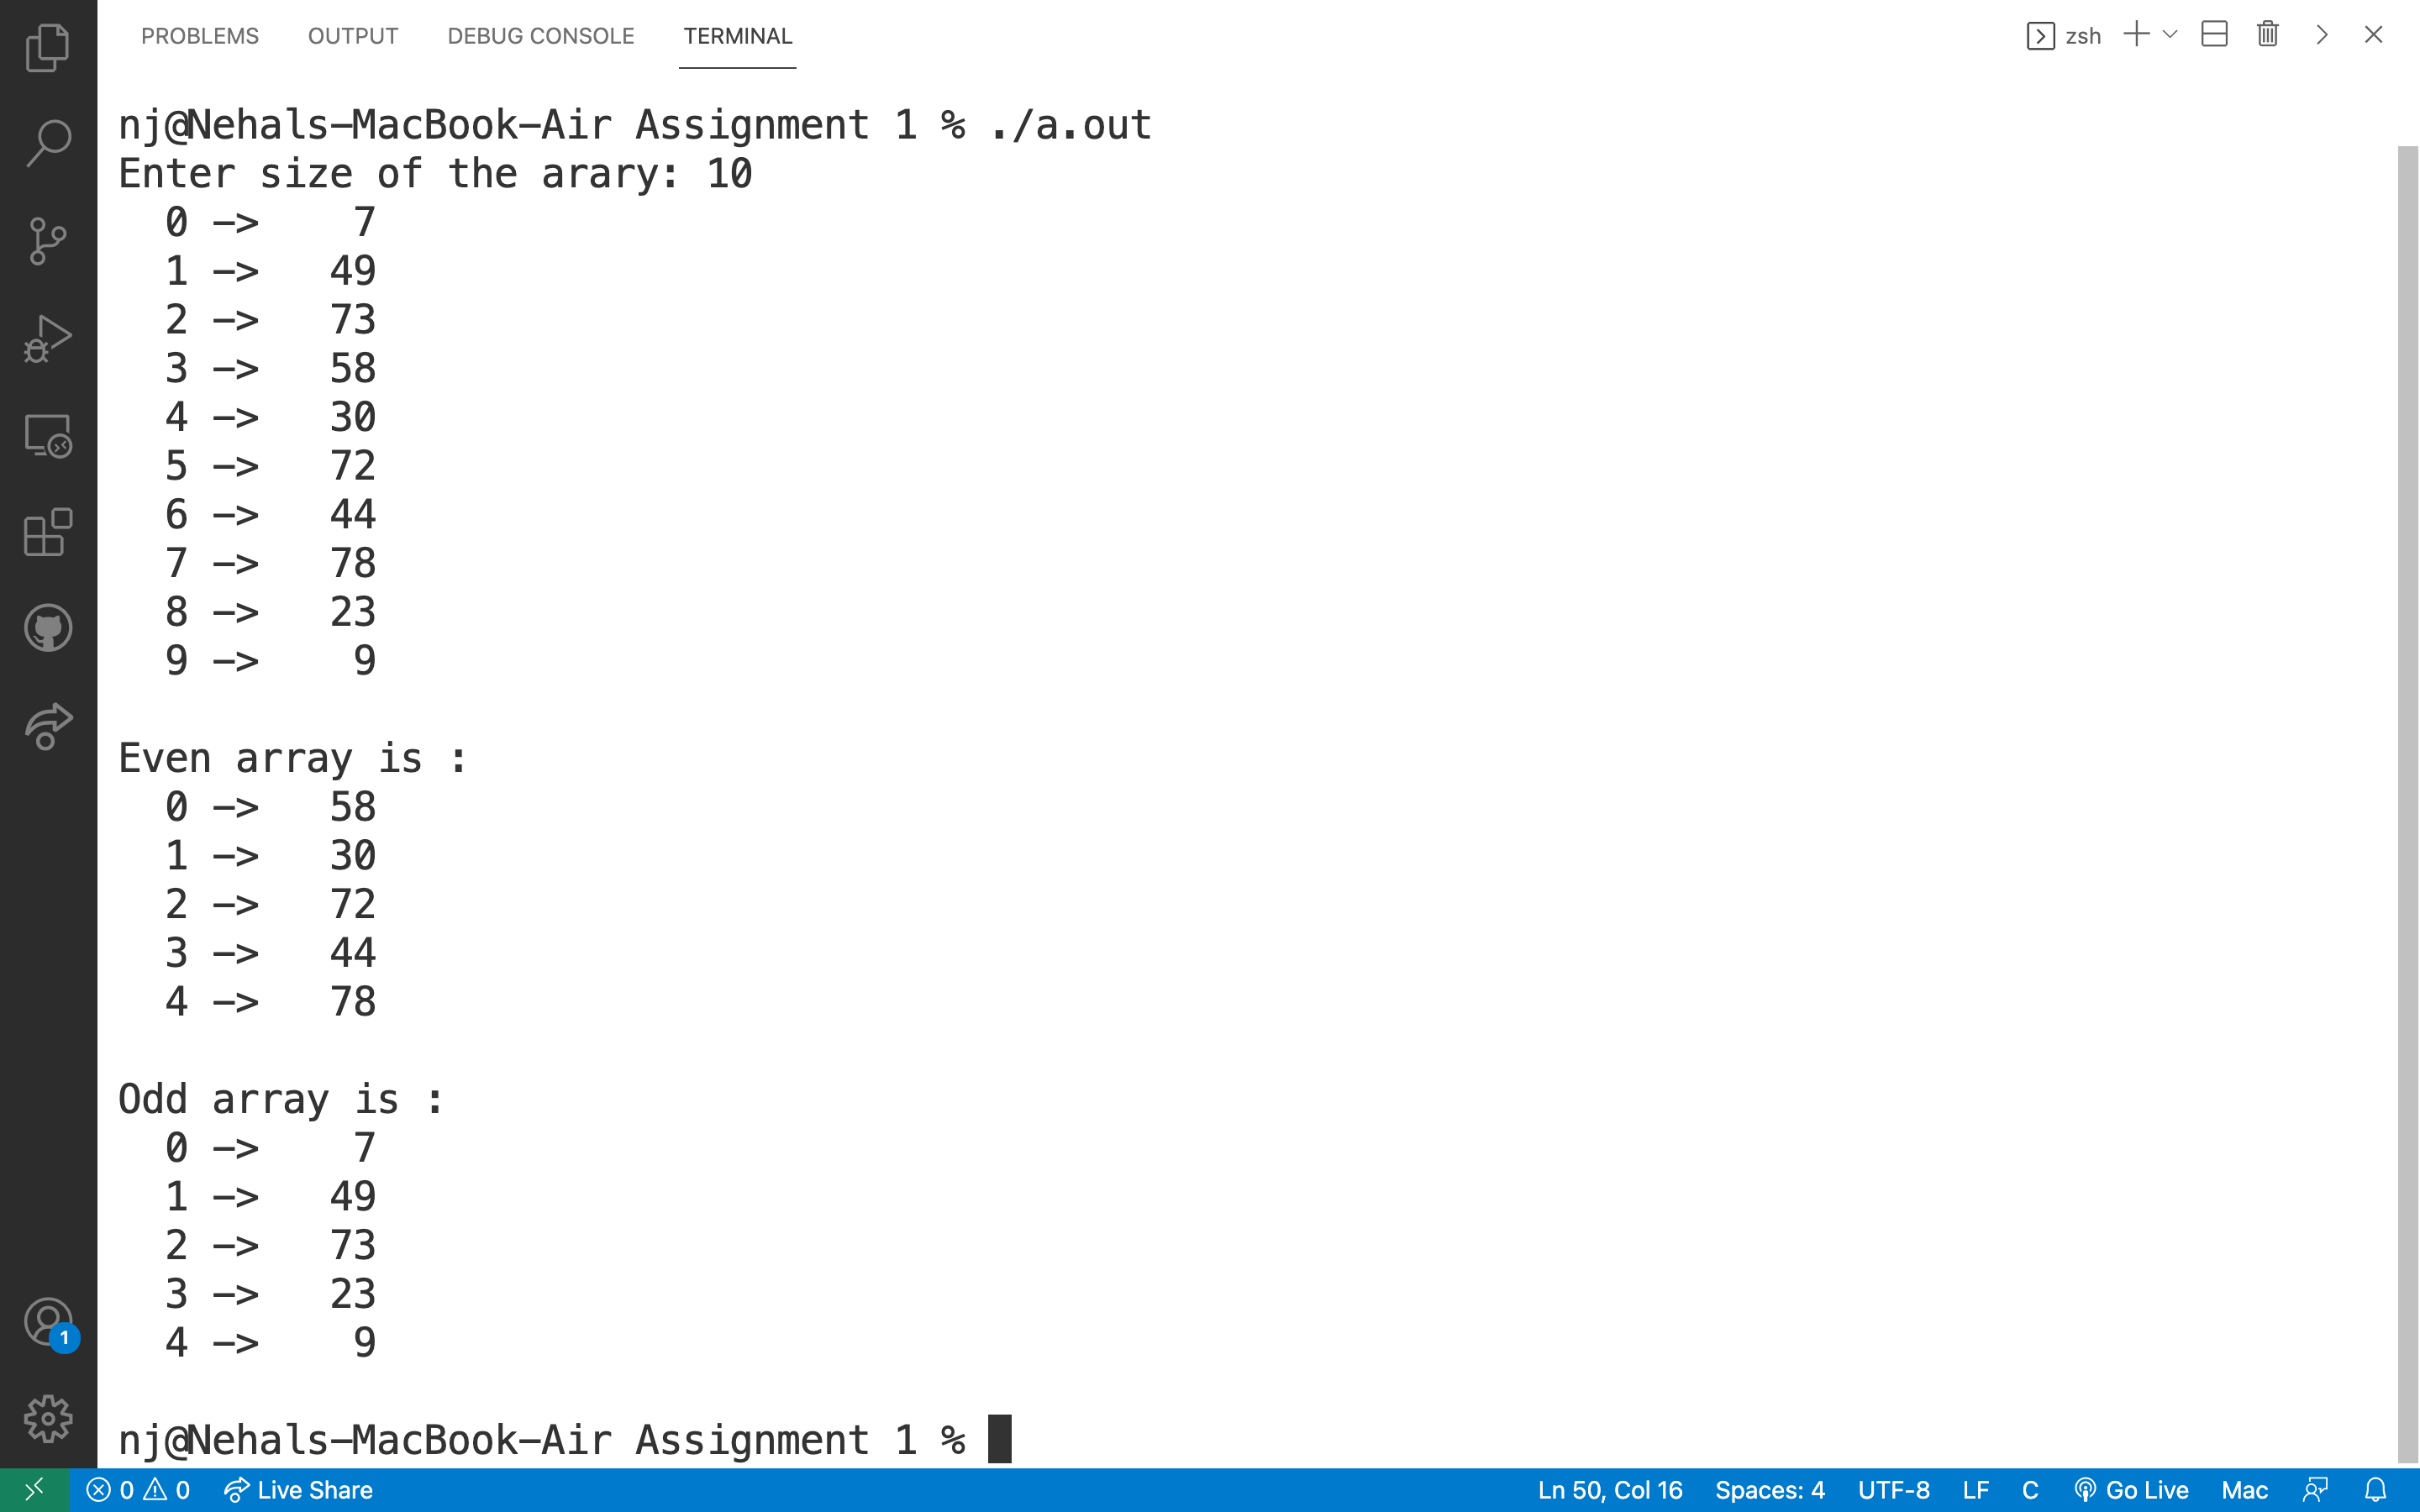 PROBLEMS OUTPUT DEBUG CONSOLE TERMINAL zsh
nj@Nehals-MacBook-Air Assignment 1 % ./a.out
Enter size of the arary: 10
0 -> 7
1 -> 49
2 -> 73
3 -> 58
4 -> 30
5 -> 72
6 -> 44
7 -> 78
8 -> 23
9 -> 9
Even array is :
0 -> 58
1 -> 30
2 -> 72
3 -> 44
4 -> 78
Odd array is :
0 -> 7
1 -> 49
2 -> 73
3 -> 23
4 -> 9
1
nj@Nehals-MacBook-Air Assignment 1 %
0 0 Live Share Ln 50, Col 16 Spaces: 4 UTF-8 LF C Go Live Mac